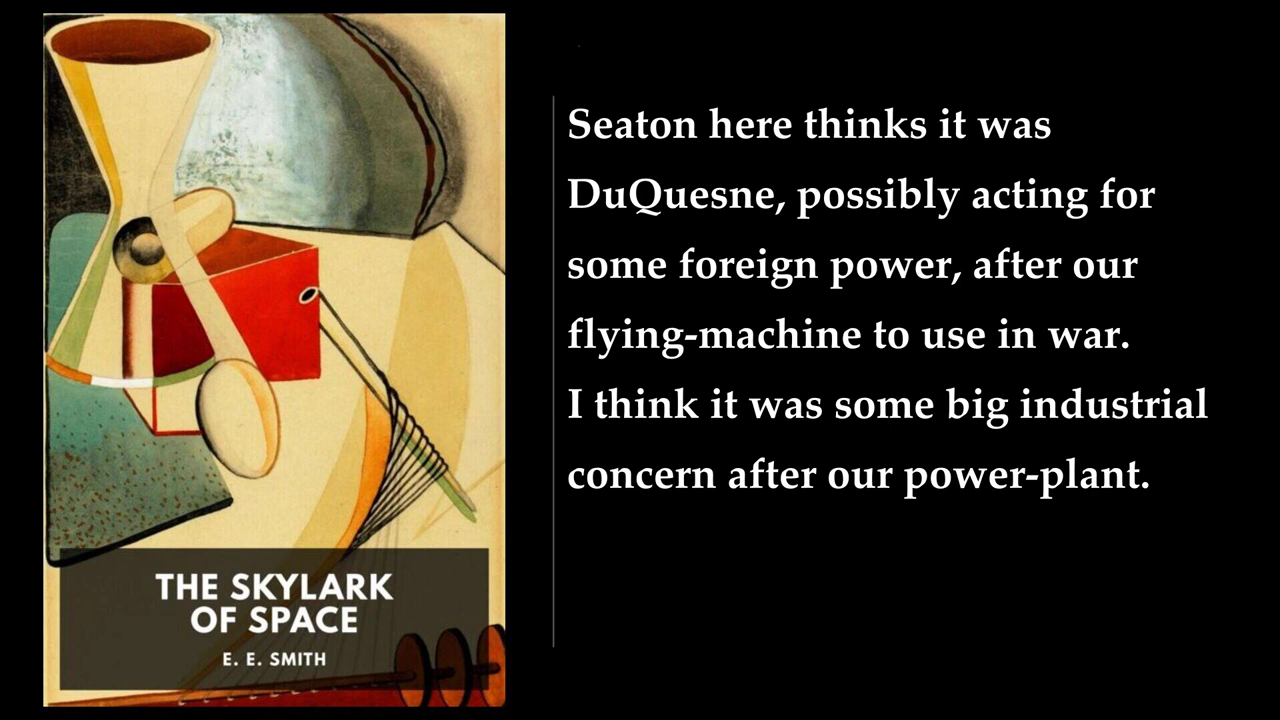 THE SKYLARK
OF SPACE
E. E. SMITH
Seaton here thinks it was
DuQuesne, possibly acting for
some foreign power, after our
flying-machine to use in war.
I think it was some big industrial
concern after our power-plant.